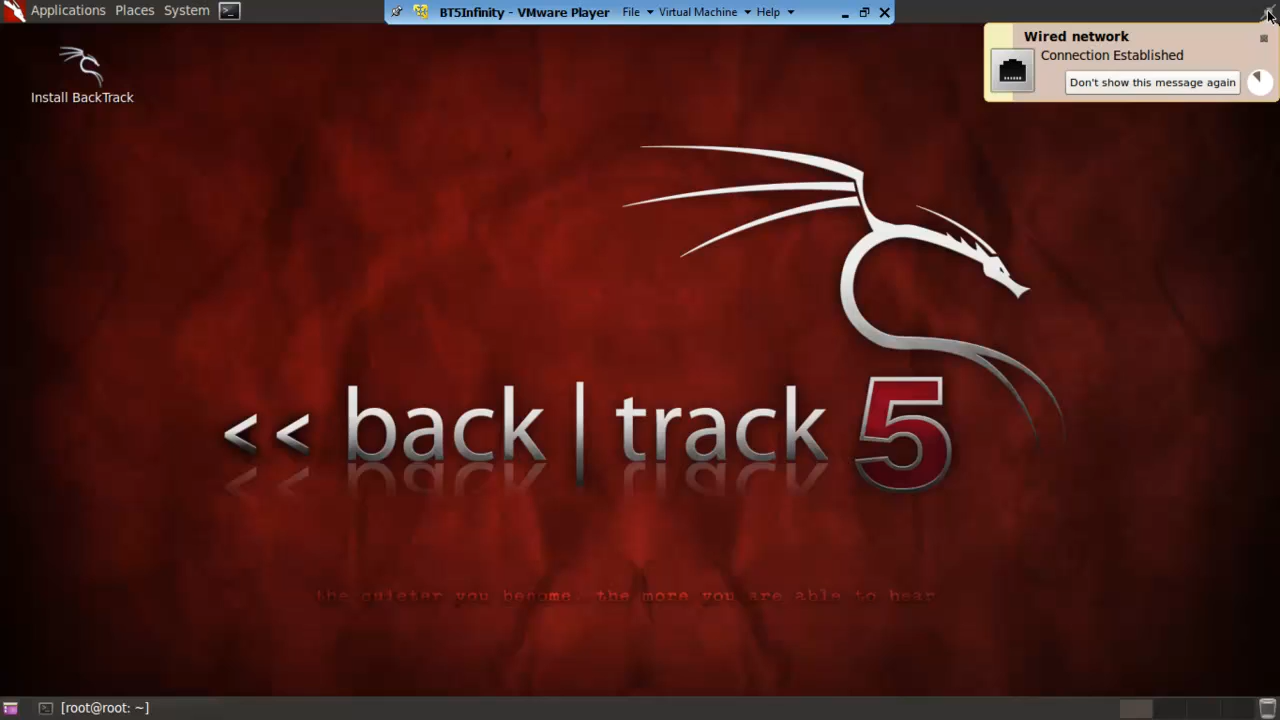 Applications Places System
BT5Infinity - VMware Player File Virtual Machine Help
Wired network
Connection Established
Don't show this message again
Install BackTrack
<< back | track 5
the quieter you become, the more you are able to hear
[root@root: ~]